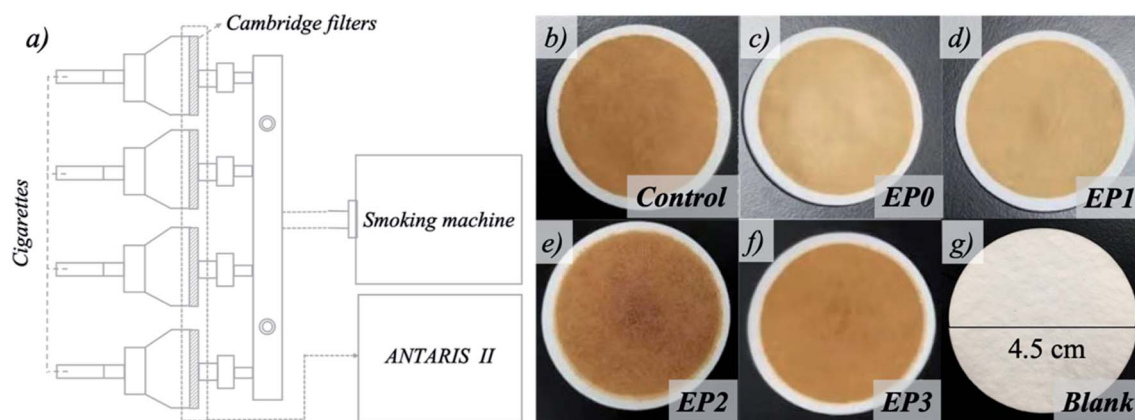 a)
Cambridge filters
Cigarettes
Smoking machine
ANTARIS II
b)
Control
c)
EP0
d)
EP1
e)
EP2
f)
EP3
g)
4.5 cm
Blank